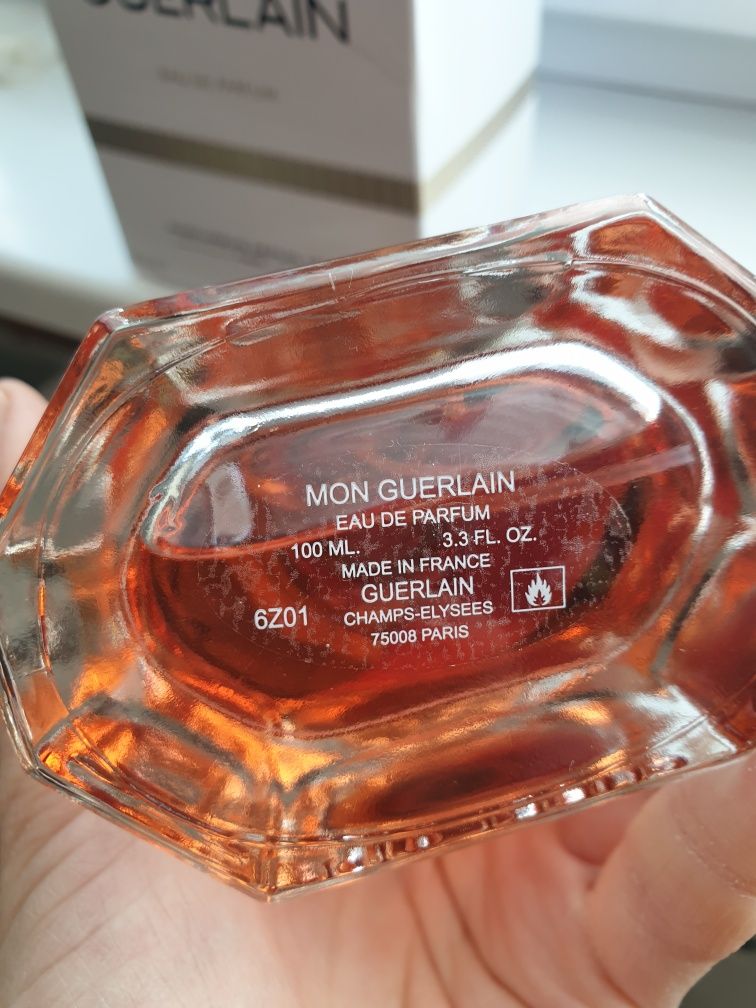 GUERLAIN
EAU DE PARFUM
MON GUERLAIN
EAU DE PARFUM
100 ML. 3.3 FL. OZ.
MADE IN FRANCE
GUERLAIN
6Z01 CHAMPS-ELYSEES
75008 PARIS